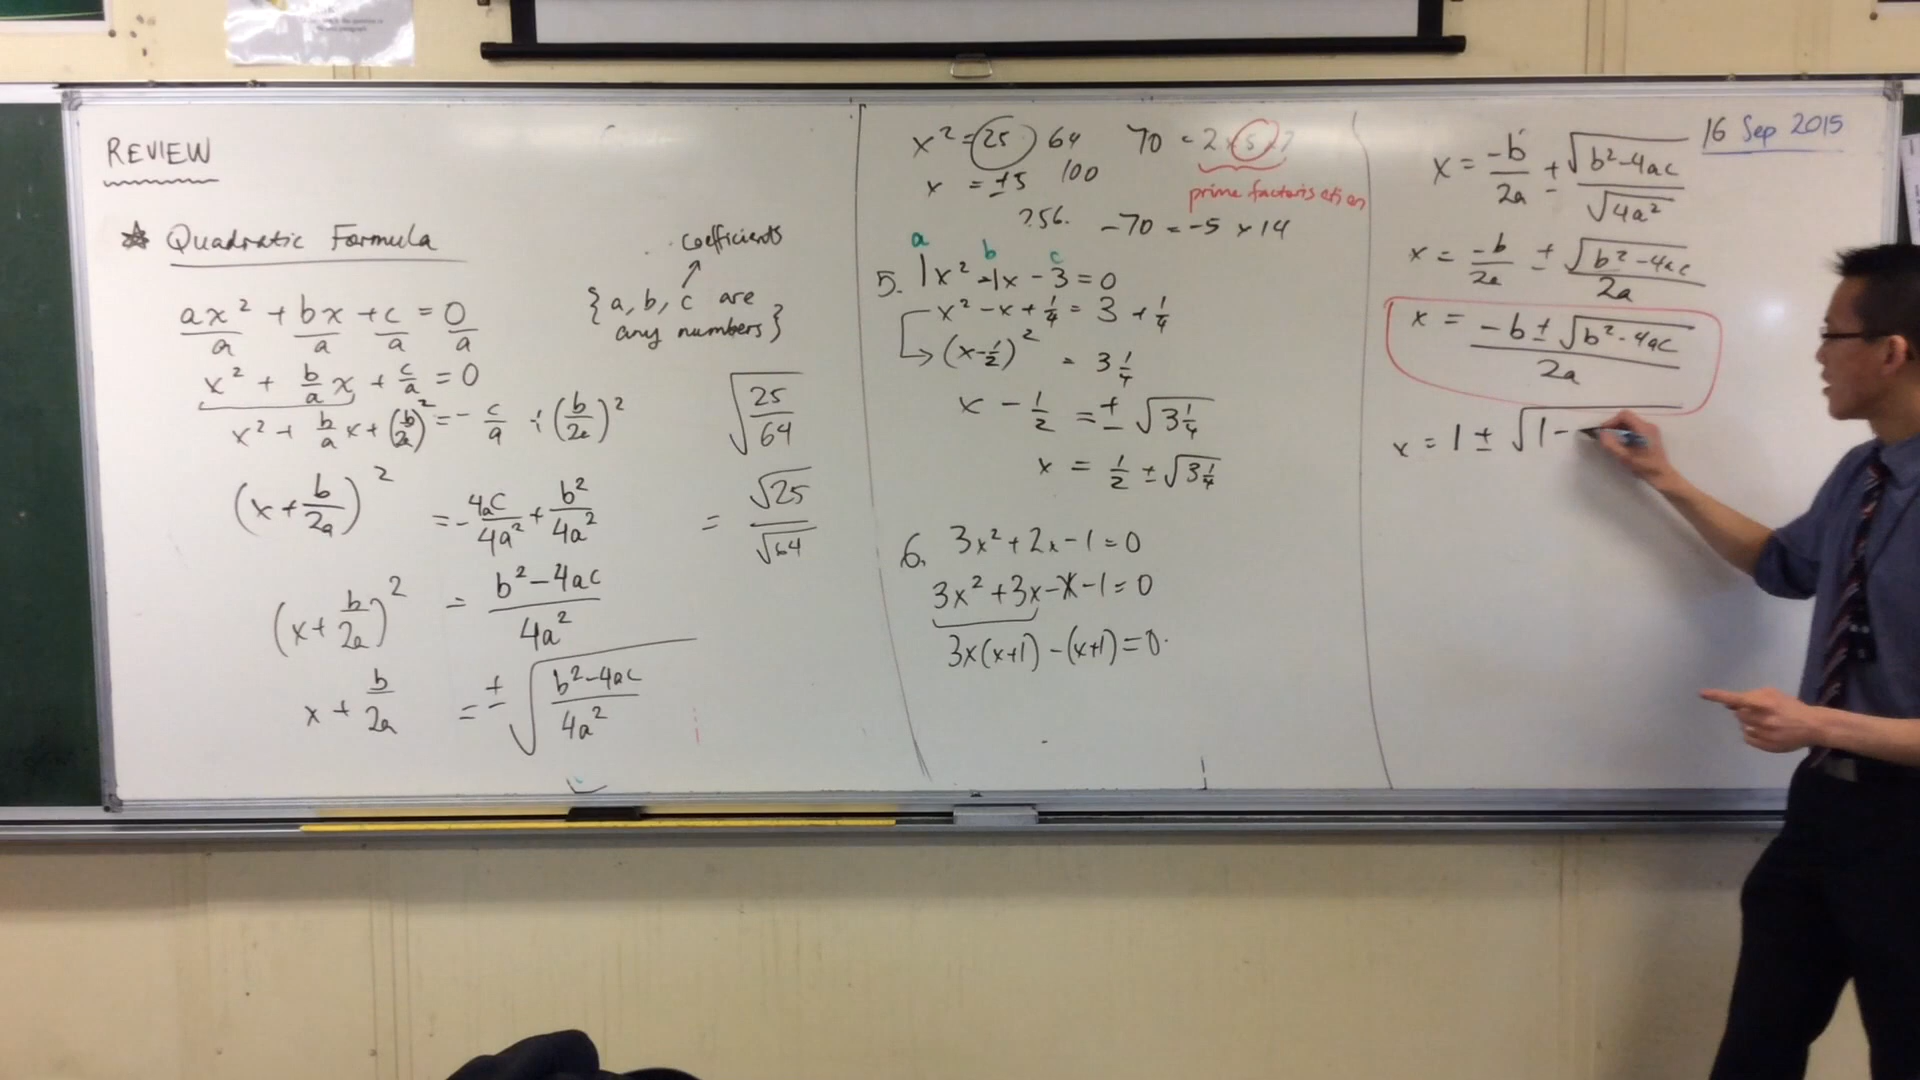 REVIEW
☆ Quadratic Formula
coefficients
{a, b, c are
any numbers}
ax²/a + bx/a + c/a = 0/a
x² + b/a x + c/a = 0
x² + b/a x + (b/2a)² = - c/a + (b/2a)²
(x + b/2a)² = - 4ac/4a² + b²/4a²
(x + b/2a)² = (b²-4ac)/4a²
x + b/2a = ± √((b²-4ac)/4a²)
√(25/64)
= √25/√64
x² = 25 64
x = ±5 100
256.
70 = 2 × 5 × 7
prime factorisation
-70 = -5 × 14
a b c
5. 1x² - 1x - 3 = 0
x² - x + 1/4 = 3 + 1/4
(x - 1/2)² = 3 1/4
x - 1/2 = ± √(3 1/4)
x = 1/2 ± √(3 1/4)
6. 3x² + 2x - 1 = 0
3x² + 3x - x - 1 = 0
3x(x+1) - (x+1) = 0
16 Sep 2015
x = -b/2a ± √(b²-4ac)/√(4a²)
x = -b/2a ± √(b²-4ac)/2a
x = (-b ± √(b²-4ac))/2a
x = 1 ± √(1 -